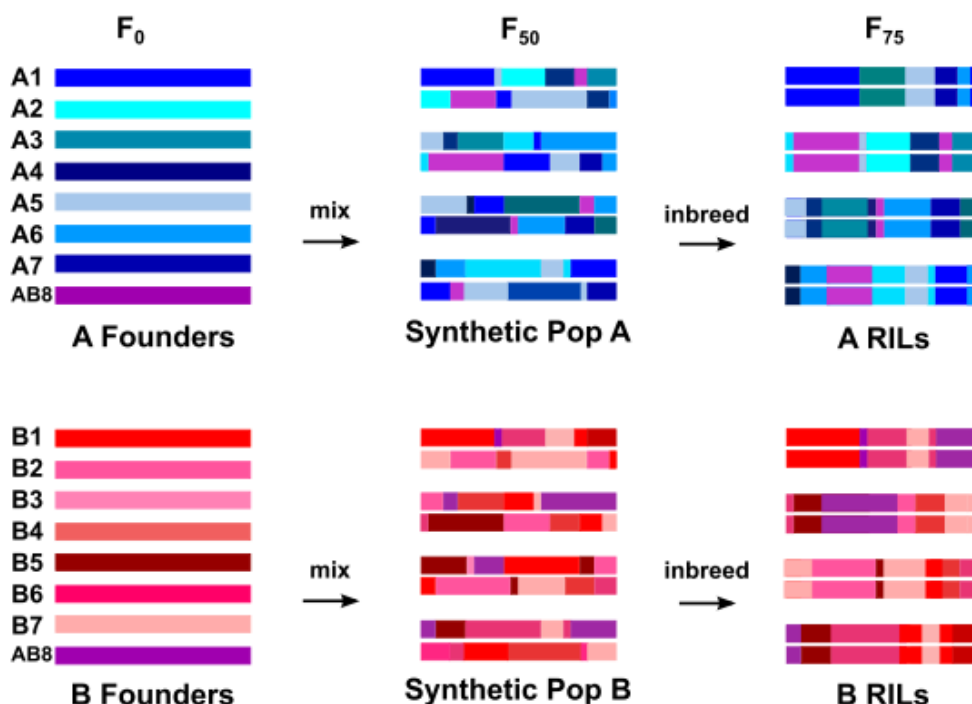 F0 F50 F75
A1
A2
A3
A4
A5
A6
A7
AB8
mix
inbreed
A Founders Synthetic Pop A A RILs
B1
B2
B3
B4
B5
B6
B7
AB8
mix
inbreed
B Founders Synthetic Pop B B RILs